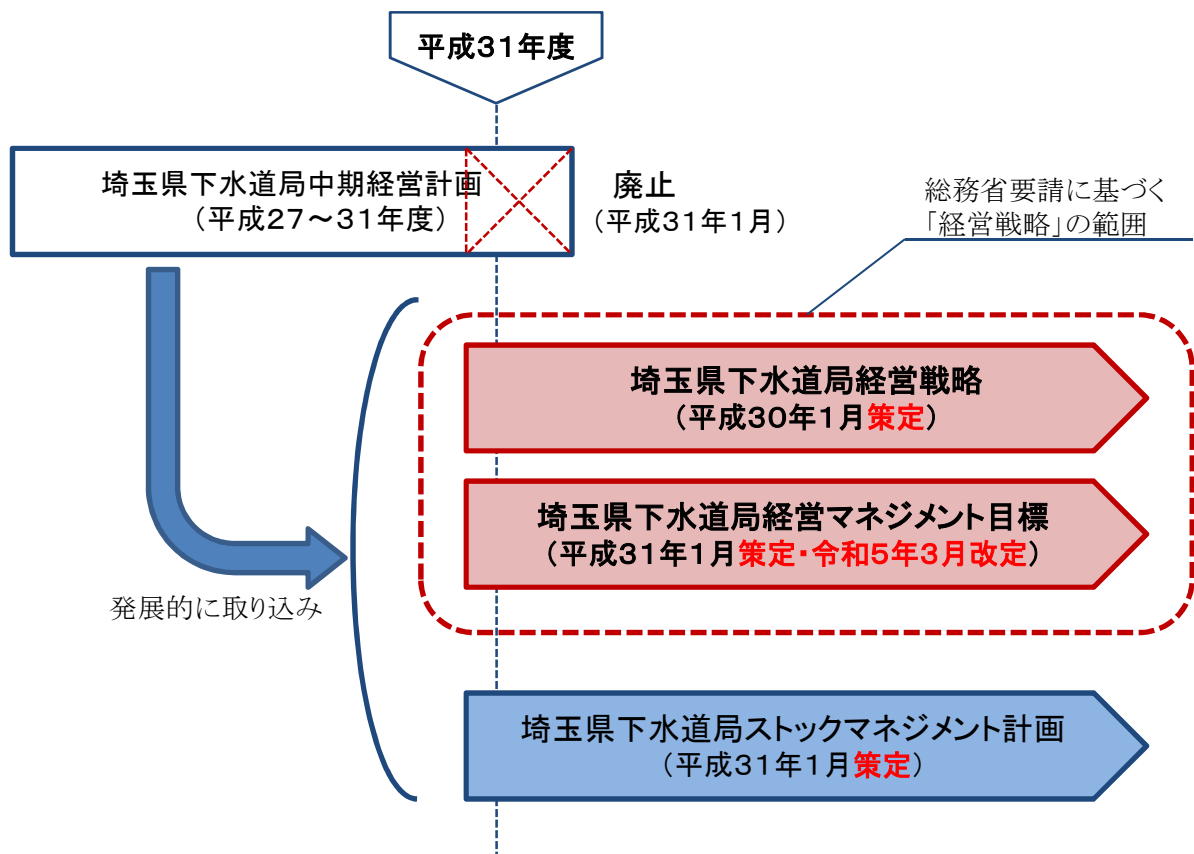 平成31年度
埼玉県下水道局中期経営計画
（平成27～31年度）
廃止
（平成31年1月）
総務省要請に基づく
「経営戦略」の範囲
埼玉県下水道局経営戦略
（平成30年1月策定）
埼玉県下水道局経営マネジメント目標
（平成31年1月策定・令和5年3月改定）
発展的に取り込み
埼玉県下水道局ストックマネジメント計画
（平成31年1月策定）